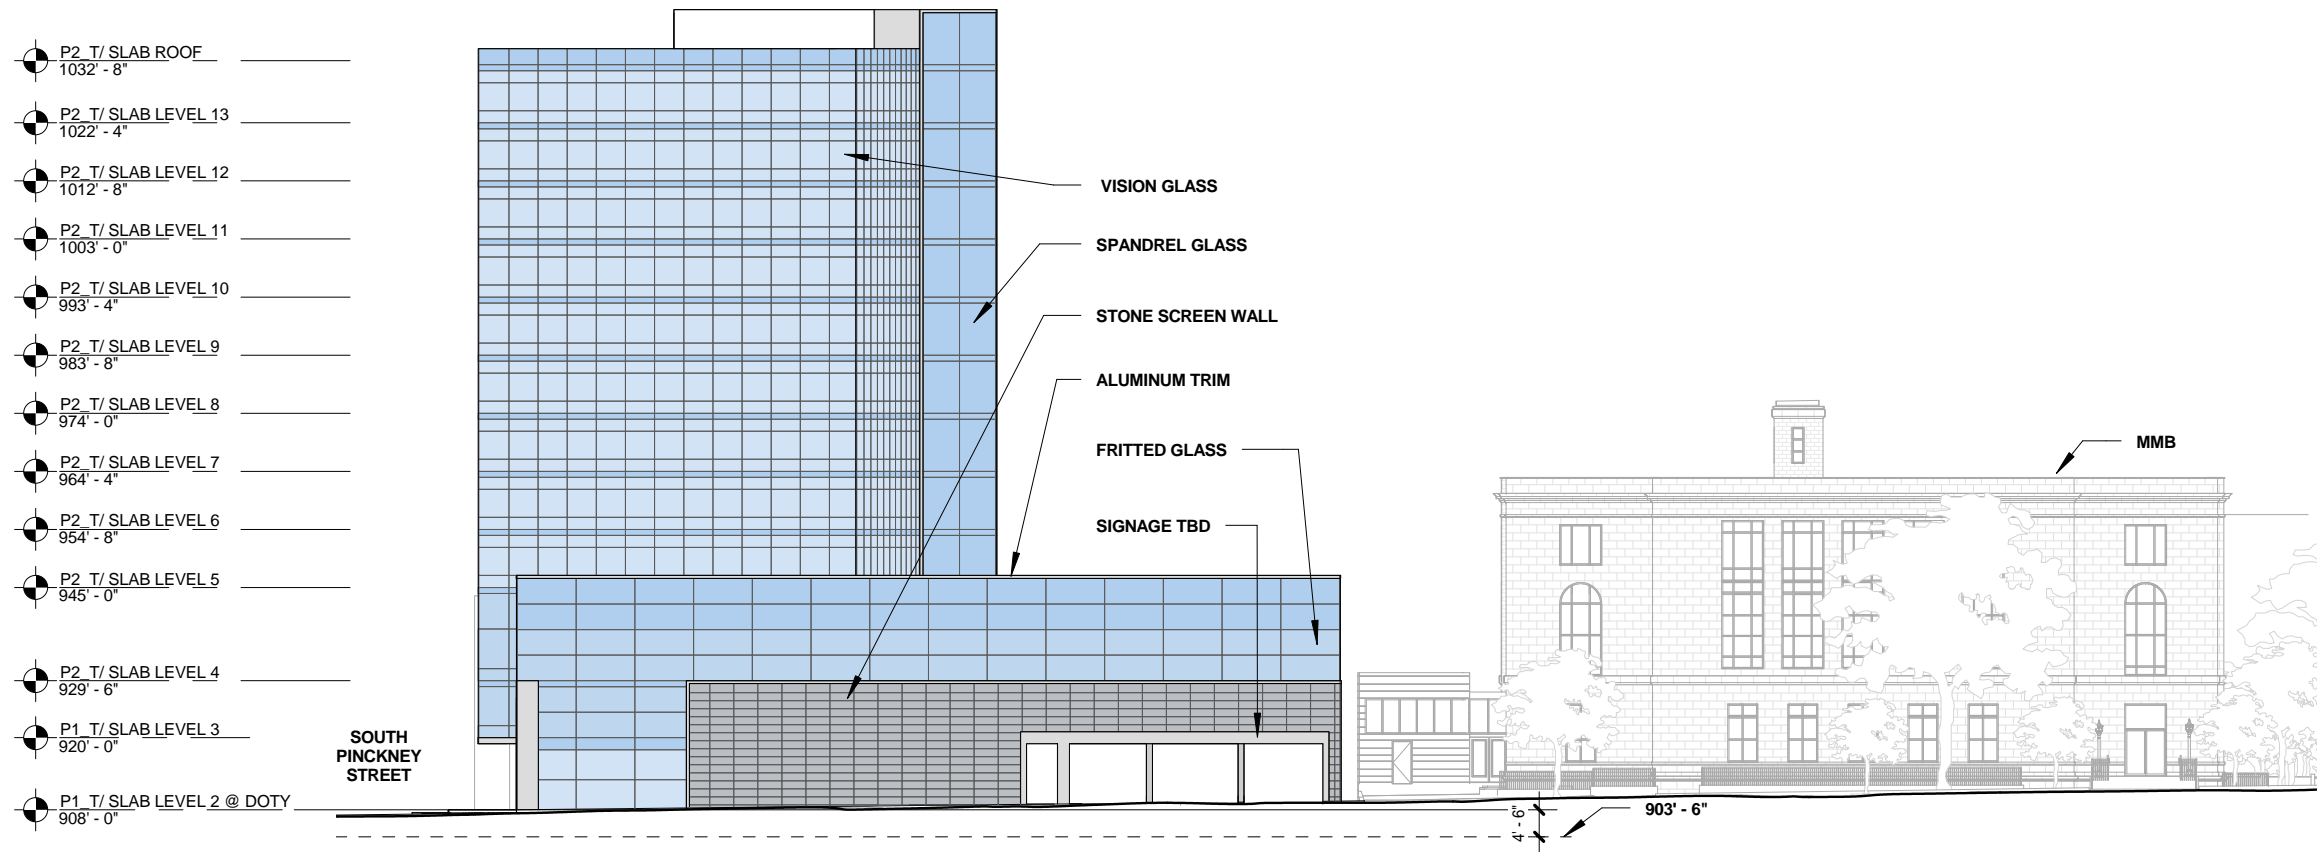 P2_T/ SLAB ROOF
1032' - 8"
P2_T/ SLAB LEVEL 13
1022' - 4"
P2_T/ SLAB LEVEL 12
1012' - 8"
P2_T/ SLAB LEVEL 11
1003' - 0"
P2_T/ SLAB LEVEL 10
993' - 4"
P2_T/ SLAB LEVEL 9
983' - 8"
P2_T/ SLAB LEVEL 8
974' - 0"
P2_T/ SLAB LEVEL 7
964' - 4"
P2_T/ SLAB LEVEL 6
954' - 8"
P2_T/ SLAB LEVEL 5
945' - 0"
P2_T/ SLAB LEVEL 4
929' - 6"
P1_T/ SLAB LEVEL 3
920' - 0"
P1_T/ SLAB LEVEL 2 @ DOTY
908' - 0"
SOUTH
PINCKNEY
STREET
VISION GLASS
SPANDREL GLASS
STONE SCREEN WALL
ALUMINUM TRIM
FRITTED GLASS
SIGNAGE TBD
MMB
4' - 6"
903' - 6"